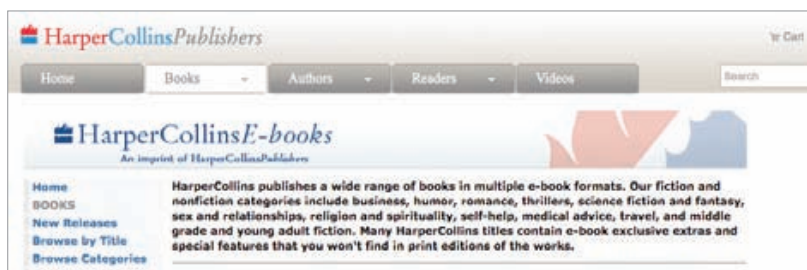 HarperCollinsPublishers
Cart
Home Books Authors Readers Videos Search
HarperCollinsE-books
An imprint of HarperCollinsPublishers
Home
BOOKS
New Releases
Browse by Title
Browse Categories
HarperCollins publishes a wide range of books in multiple e-book formats. Our fiction and
nonfiction categories include business, humor, romance, thrillers, science fiction and fantasy,
sex and relationships, religion and spirituality, self-help, medical advice, travel, and middle
grade and young adult fiction. Many HarperCollins titles contain e-book exclusive extras and
special features that you won't find in print editions of the works.